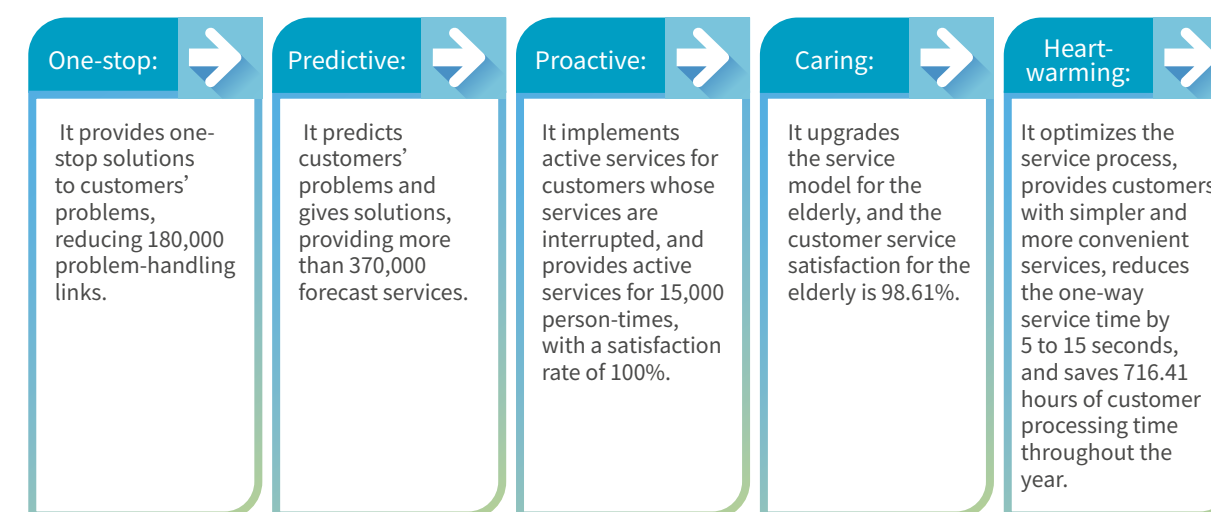 One-stop:
It provides one-
stop solutions
to customers’
problems,
reducing 180,000
problem-handling
links.
Predictive:
It predicts
customers’
problems and
gives solutions,
providing more
than 370,000
forecast services.
Proactive:
It implements
active services for
customers whose
services are
interrupted, and
provides active
services for 15,000
person-times,
with a satisfaction
rate of 100%.
Caring:
It upgrades
the service
model for the
elderly, and the
customer service
satisfaction for the
elderly is 98.61%.
Heart-
warming:
It optimizes the
service process,
provides customers
with simpler and
more convenient
services, reduces
the one-way
service time by
5 to 15 seconds,
and saves 716.41
hours of customer
processing time
throughout the
year.